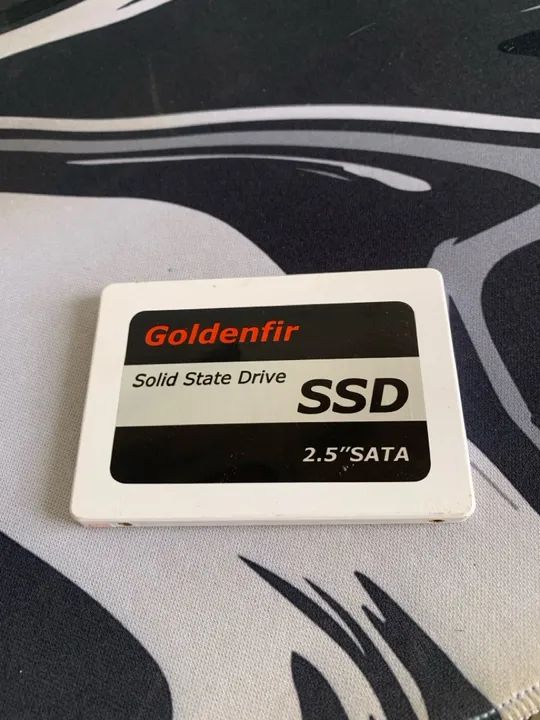 Goldenfir
Solid State Drive
SSD
2.5"SATA